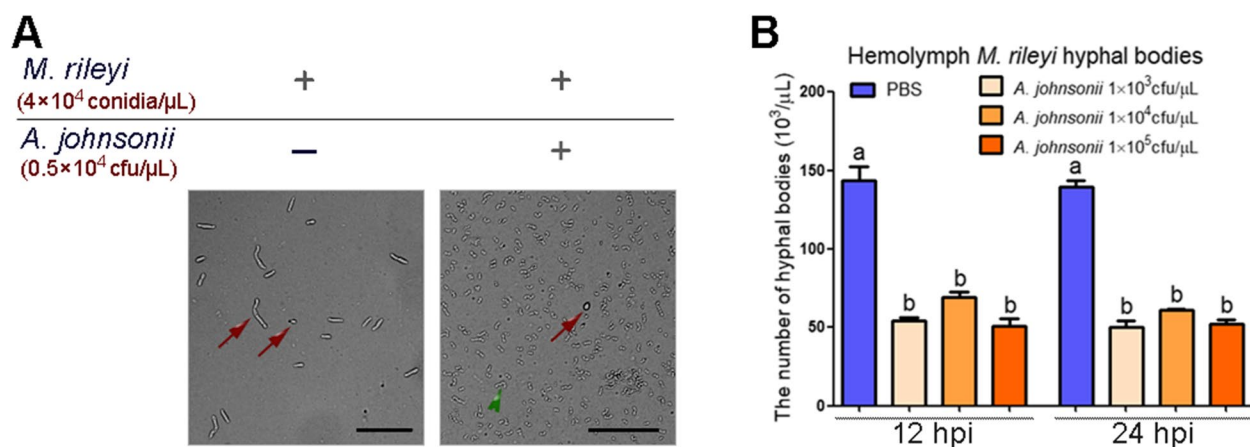 A
M. rileyi + +
(4×10⁴ conidia/μL)
A. johnsonii − +
(0.5×10⁴ cfu/μL)
B
Hemolymph M. rileyi hyphal bodies
PBS
A. johnsonii 1×10³cfu/μL
A. johnsonii 1×10⁴cfu/μL
A. johnsonii 1×10⁵cfu/μL
The number of hyphal bodies (10³/μL)
200
150
100
50
0
a b b b a b b b
12 hpi 24 hpi